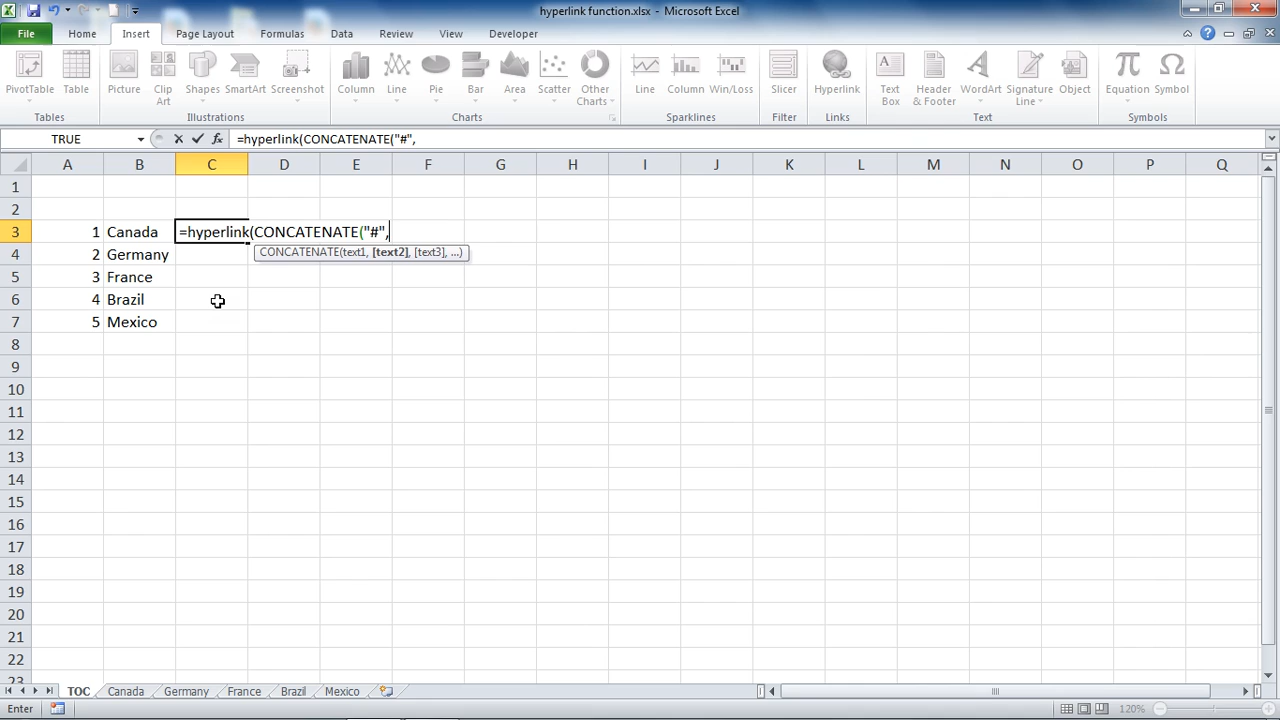 hyperlink function.xlsx - Microsoft Excel
File Home Insert Page Layout Formulas Data Review View Developer
PivotTable Table Picture Clip Art Shapes SmartArt Screenshot Column Line Pie Bar Area Scatter Other Charts Line Column Win/Loss Slicer Hyperlink Text Box Header & Footer WordArt Signature Line Object Equation Symbol
Tables Illustrations Charts Sparklines Filter Links Text Symbols
TRUE fx =hyperlink(CONCATENATE("#",
A B C D E F G H I J K L M N O P Q
1
2
3 1 Canada =hyperlink(CONCATENATE("#",
4 2 Germany CONCATENATE(text1, [text2], [text3], ...)
5 3 France
6 4 Brazil
7 5 Mexico
8
9
10
11
12
13
14
15
16
17
18
19
20
21
22
23
TOC Canada Germany France Brazil Mexico
Enter 120%